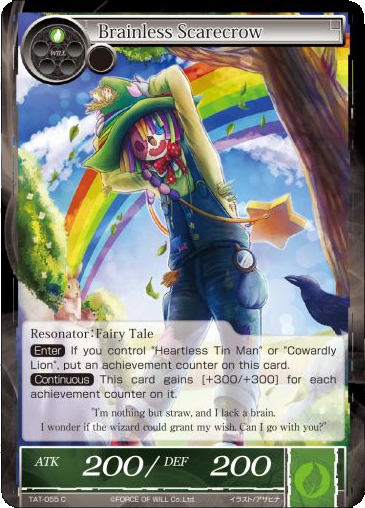 Brainless Scarecrow
WILL
Resonator:Fairy Tale
Enter If you control "Heartless Tin Man" or "Cowardly
Lion", put an achievement counter on this card.
Continuous This card gains [+300/+300] for each
achievement counter on it.
"I'm nothing but straw, and I lack a brain.
I wonder if the wizard could grant my wish. Can I go with you?"
ATK 200/ DEF 200
TAT-055 C ©FORCE OF WILL Co.Ltd. イラスト/アザヒナ